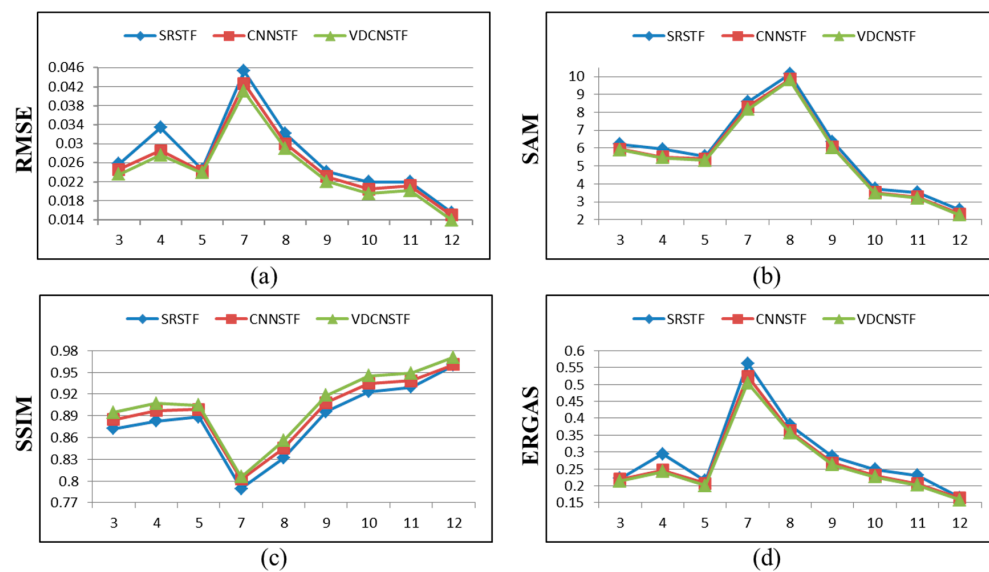 SRSTF CNNSTF VDCNSTF
RMSE
0.046
0.042
0.038
0.034
0.030
0.026
0.022
0.018
0.014
3 4 5 7 8 9 10 11 12
(a)
SRSTF CNNSTF VDCNSTF
SAM
10
9
8
7
6
5
4
3
2
3 4 5 7 8 9 10 11 12
(b)
SRSTF CNNSTF VDCNSTF
SSIM
0.98
0.95
0.92
0.89
0.86
0.83
0.8
0.77
3 4 5 7 8 9 10 11 12
(c)
SRSTF CNNSTF VDCNSTF
ERGAS
0.6
0.55
0.5
0.45
0.4
0.35
0.3
0.25
0.2
0.15
3 4 5 7 8 9 10 11 12
(d)